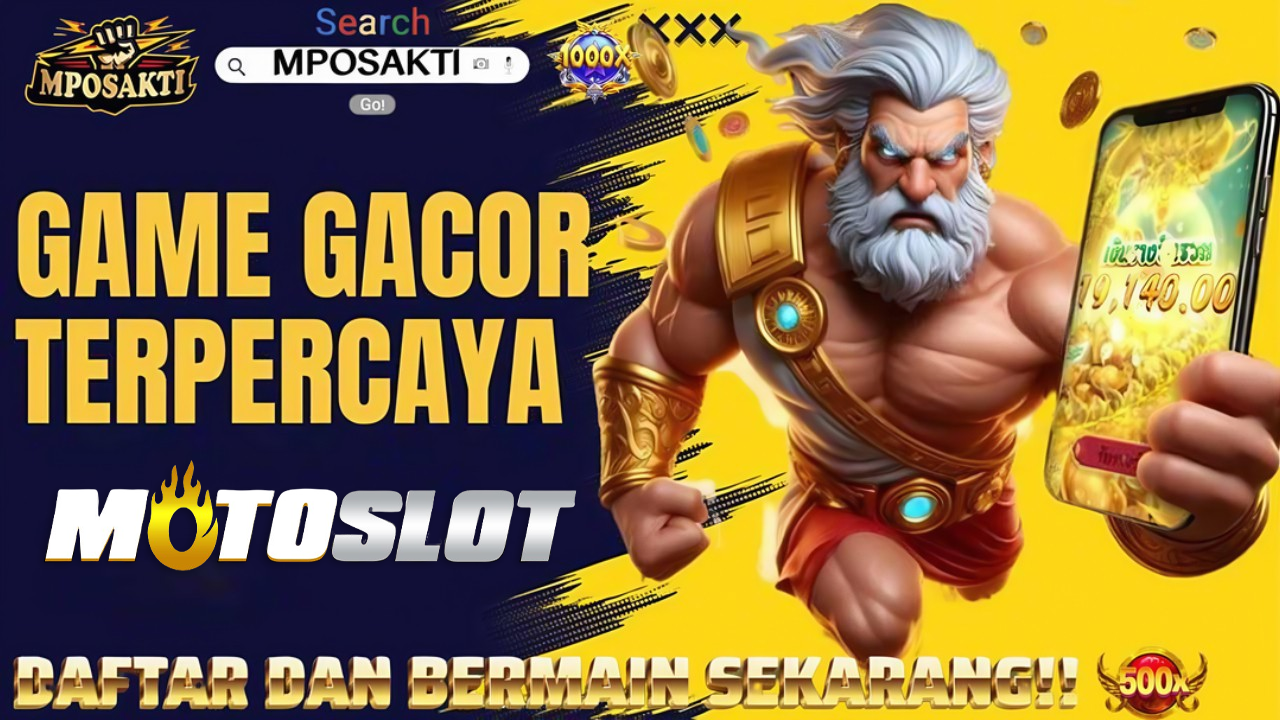 MPOSAKTI
Search
MPOSAKTI
Go!
1000X
XXX
GAME GACOR
TERPERCAYA
19,140.00
MOTOSLOT
DAFTAR DAN BERMAIN SEKARANG!!
500x